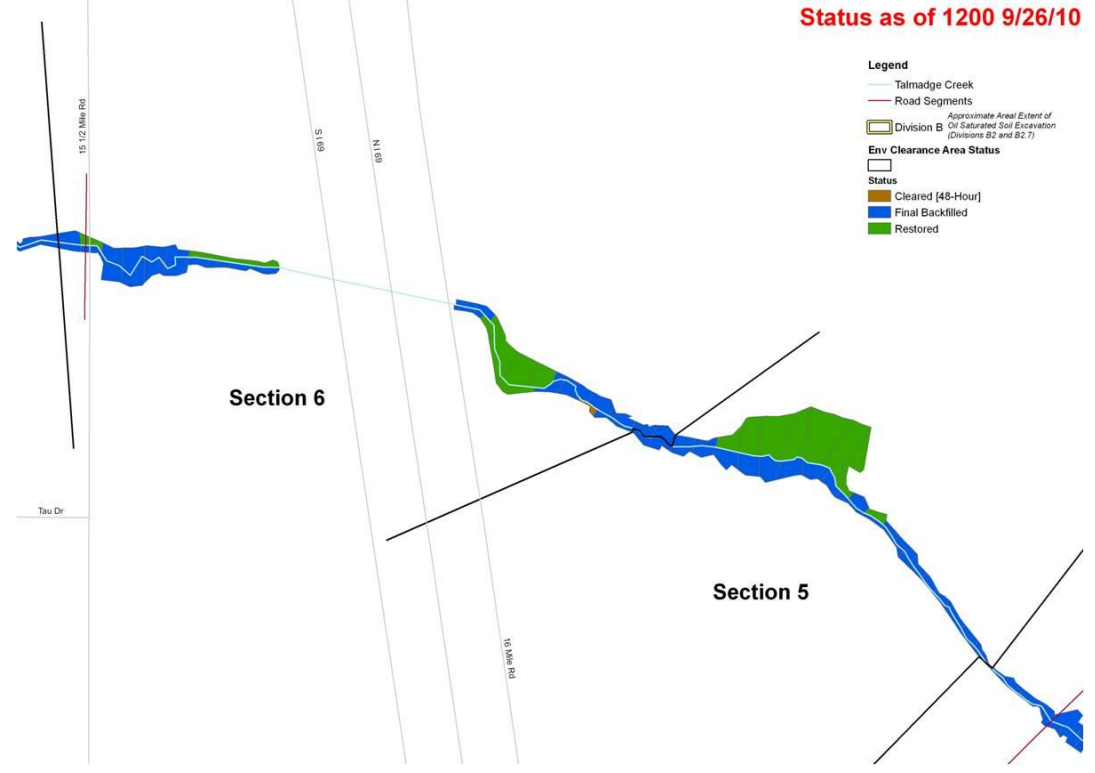 Status as of 1200 9/26/10
Legend
Talmadge Creek
Road Segments
Division B
Approximate Areal Extent of
Oil Saturated Soil Excavation
(Divisions B2 and B2.7)
Env Clearance Area Status
Status
Cleared [48-Hour]
Final Backfilled
Restored
15 1/2 Mile Rd
S I 69
N I 69
Section 6
Tau Dr
Section 5
16 Mile Rd